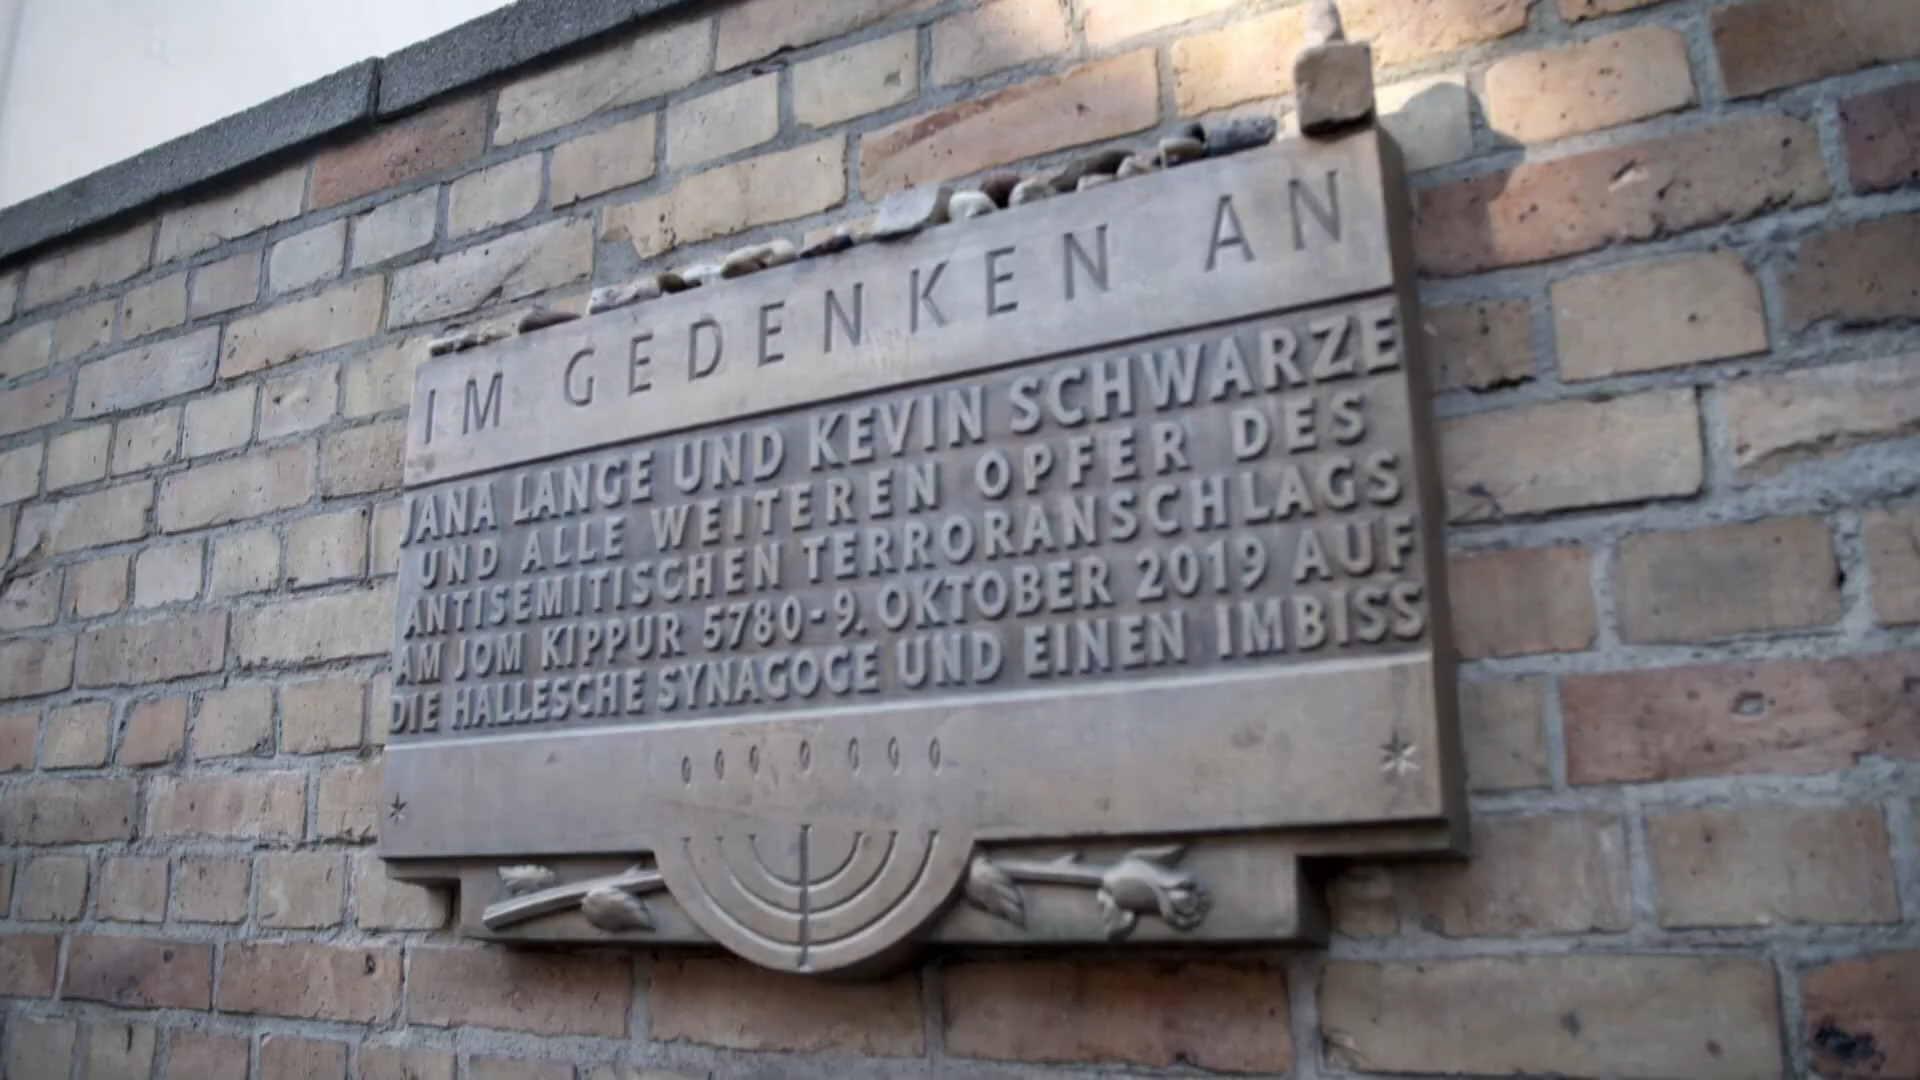 IM GEDENKEN AN
JANA LANGE UND KEVIN SCHWARZE
UND ALLE WEITEREN OPFER DES
ANTISEMITISCHEN TERRORANSCHLAGS
AM JOM KIPPUR 5780-9. OKTOBER 2019 AUF
DIE HALLESCHE SYNAGOGE UND EINEN IMBISS